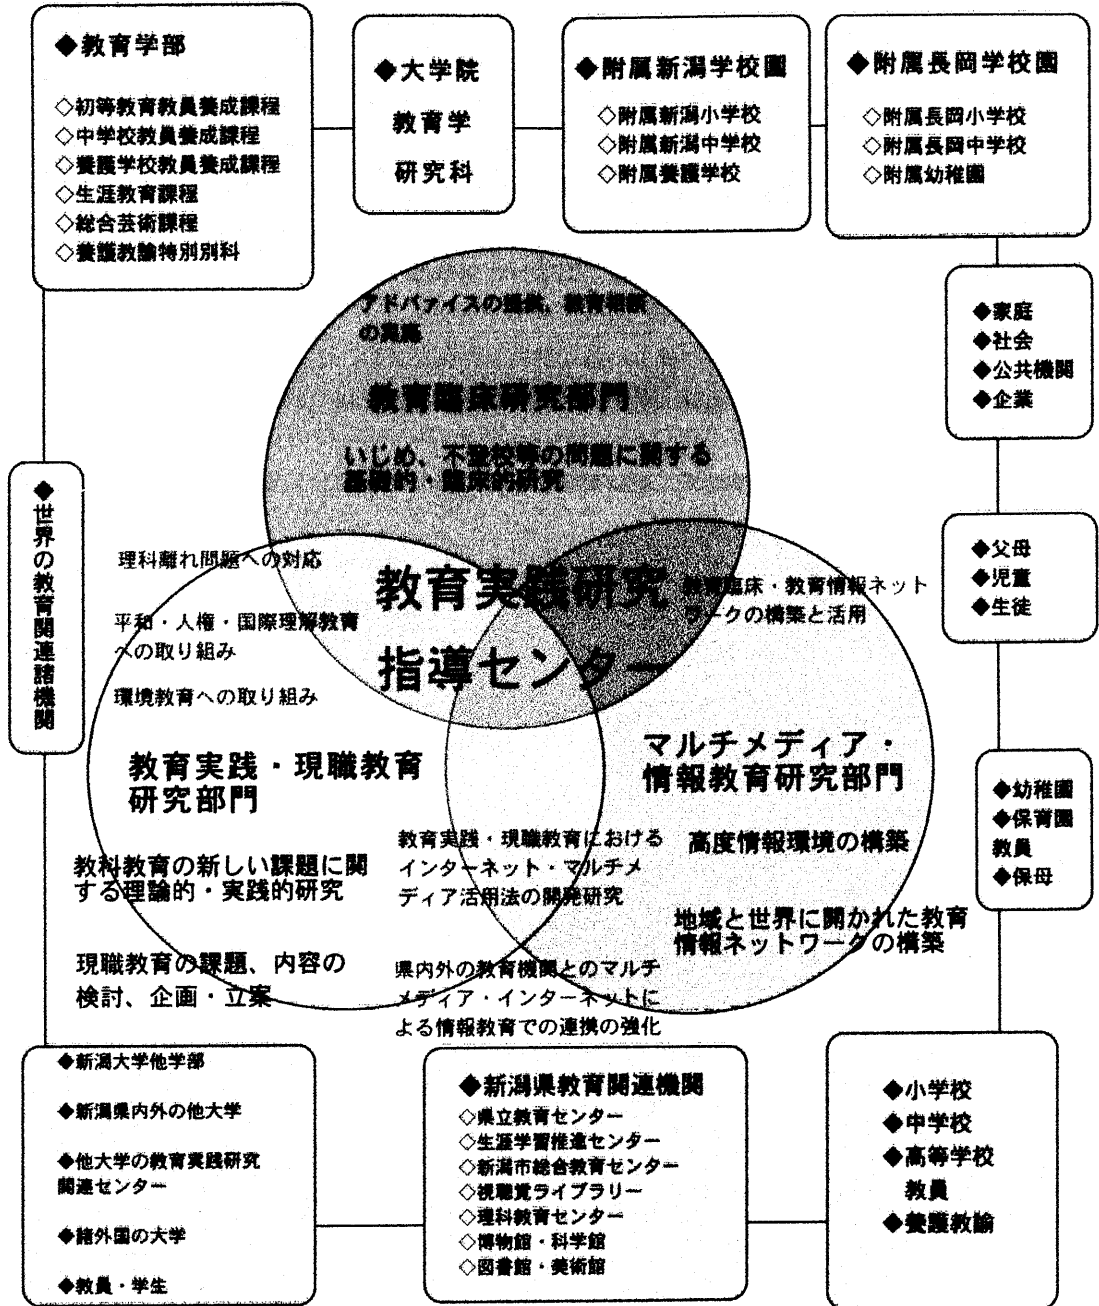 ◆教育学部
◇初等教育教員養成課程
◇中学校教員養成課程
◇養護学校教員養成課程
◇生涯教育課程
◇総合芸術課程
◇養護教諭特別別科
◆大学院
教育学
研究科
◆附属新潟学校園
◇附属新潟小学校
◇附属新潟中学校
◇附属養護学校
◆附属長岡学校園
◇附属長岡小学校
◇附属長岡中学校
◇附属幼稚園
◆家庭
◆社会
◆公共機関
◆企業
アドバァイスの提供、教育相談
の実施
教育臨床研究部門
いじめ、不登校等の問題に関する
基礎的・臨床的研究
◆世界の教育関連諸機関
教育実践研究
指導センター
理科離れ問題への対応
平和・人権・国際理解教育
への取り組み
環境教育への取り組み
教育臨床・教育情報ネット
ワークの構築と活用
◆父母
◆児童
◆生徒
教育実践・現職教育
研究部門
マルチメディア・
情報教育研究部門
教科教育の新しい課題に関
する理論的・実践的研究
現職教育の課題、内容の
検討、企画・立案
教育実践・現職教育における
インターネット・マルチメ
ディア活用法の開発研究
県内外の教育機関とのマルチ
メディア・インターネットに
よる情報教育での連携の強化
高度情報環境の構築
地域と世界に開かれた教育
情報ネットワークの構築
◆幼稚園
◆保育園
教員
◆保母
◆新潟大学他学部
◆新潟県内外の他大学
◆他大学の教育実践研究
関連センター
◆諸外国の大学
◆教員・学生
◆新潟県教育関連機関
◇県立教育センター
◇生涯学習推進センター
◇新潟市総合教育センター
◇視聴覚ライブラリー
◇理科教育センター
◇博物館・科学館
◇図書館・美術館
◆小学校
◆中学校
◆高等学校
教員
◆養護教諭